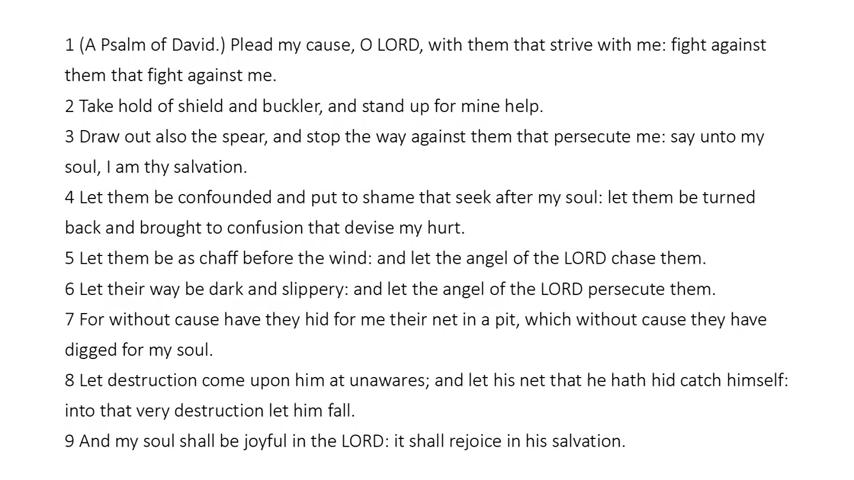 1 (A Psalm of David.) Plead my cause, O LORD, with them that strive with me: fight against
them that fight against me.
2 Take hold of shield and buckler, and stand up for mine help.
3 Draw out also the spear, and stop the way against them that persecute me: say unto my
soul, I am thy salvation.
4 Let them be confounded and put to shame that seek after my soul: let them be turned
back and brought to confusion that devise my hurt.
5 Let them be as chaff before the wind: and let the angel of the LORD chase them.
6 Let their way be dark and slippery: and let the angel of the LORD persecute them.
7 For without cause have they hid for me their net in a pit, which without cause they have
digged for my soul.
8 Let destruction come upon him at unawares; and let his net that he hath hid catch himself:
into that very destruction let him fall.
9 And my soul shall be joyful in the LORD: it shall rejoice in his salvation.